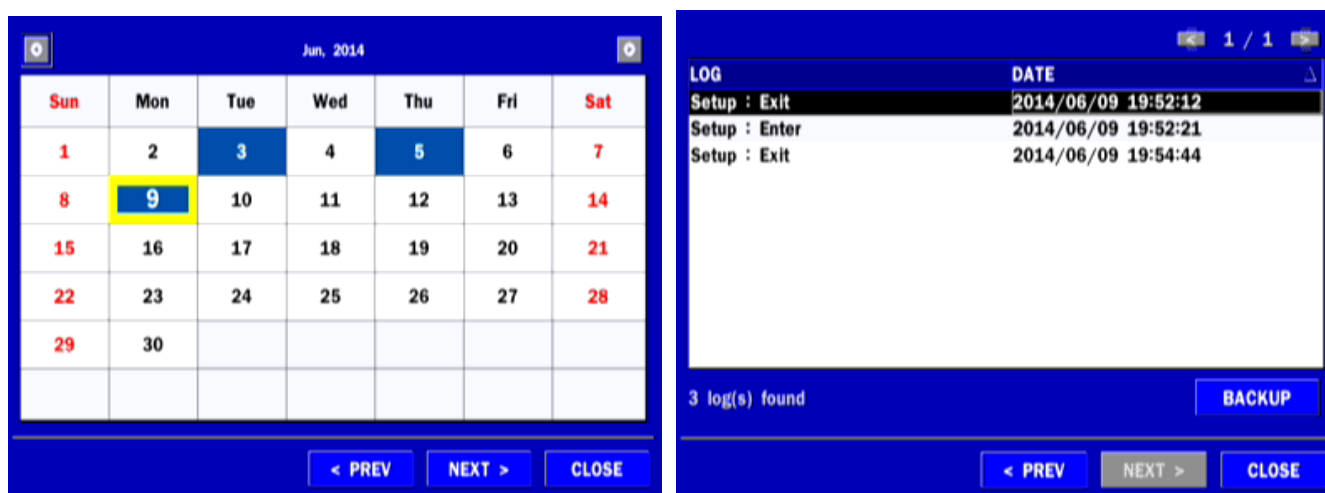 Jun, 2014
Sun Mon Tue Wed Thu Fri Sat
1 2 3 4 5 6 7
8 9 10 11 12 13 14
15 16 17 18 19 20 21
22 23 24 25 26 27 28
29 30
< PREV NEXT > CLOSE
< 1 / 1 >
LOG DATE △
Setup : Exit 2014/06/09 19:52:12
Setup : Enter 2014/06/09 19:52:21
Setup : Exit 2014/06/09 19:54:44
3 log(s) found BACKUP
< PREV NEXT > CLOSE